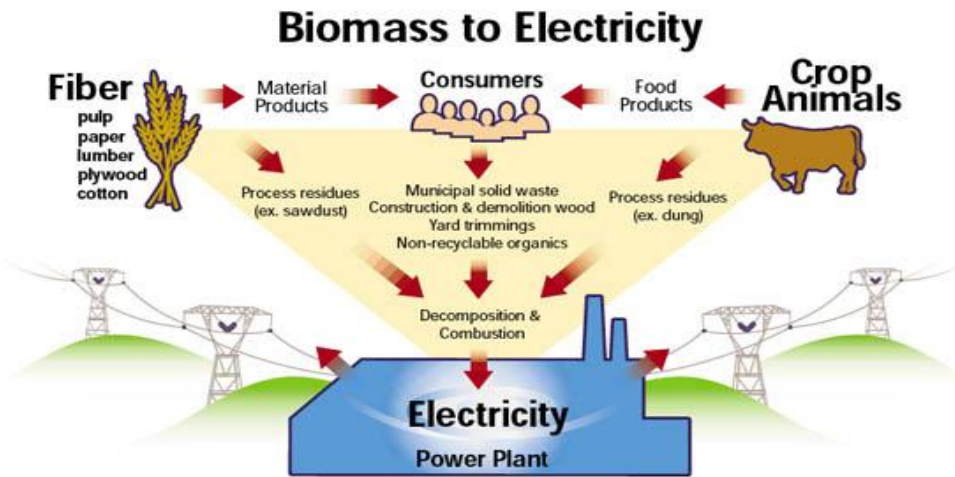 Biomass to Electricity
Fiber
pulp
paper
lumber
plywood
cotton
Material
Products
Consumers
Food
Products
Crop
Animals
Process residues
(ex. sawdust)
Municipal solid waste
Construction & demolition wood
Yard trimmings
Non-recyclable organics
Process residues
(ex. dung)
Decomposition &
Combustion
Electricity
Power Plant